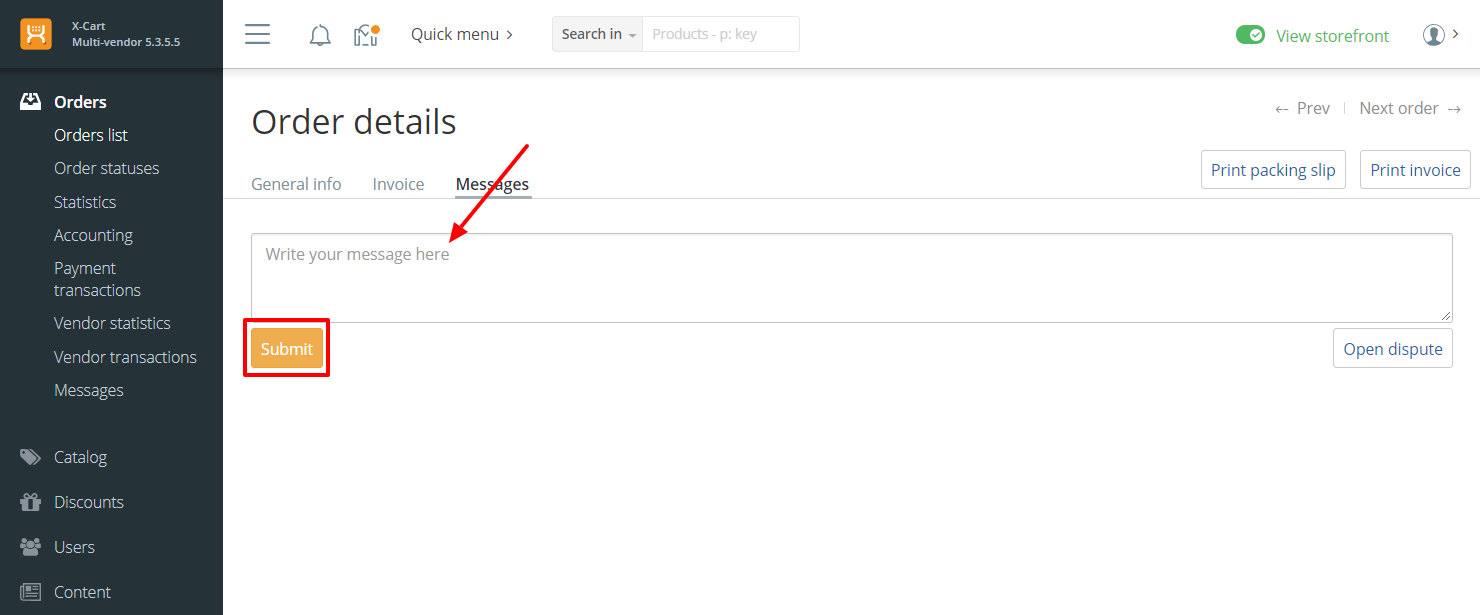 X-Cart
Multi-vendor 5.3.5.5
Quick menu
Search in
Products - p: key
View storefront
Orders
Orders list
Order statuses
Statistics
Accounting
Payment
transactions
Vendor statistics
Vendor transactions
Messages
Catalog
Discounts
Users
Content
Order details
← Prev
Next order →
General info
Invoice
Messages
Print packing slip
Print invoice
Write your message here
Submit
Open dispute